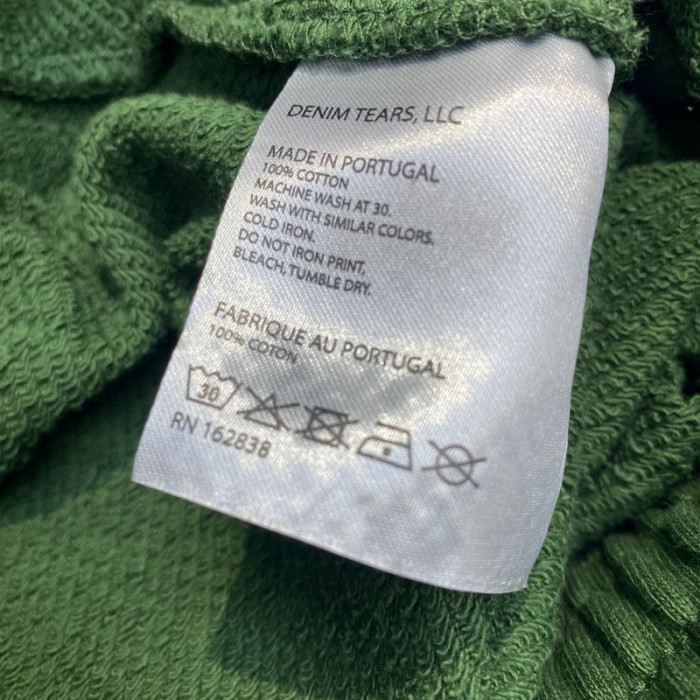 DENIM TEARS, LLC
MADE IN PORTUGAL
100% COTTON
MACHINE WASH AT 30.
WASH WITH SIMILAR COLORS.
COLD IRON.
DO NOT IRON PRINT,
BLEACH, TUMBLE DRY.
FABRIQUE AU PORTUGAL
100% COTON
30
RN 162838